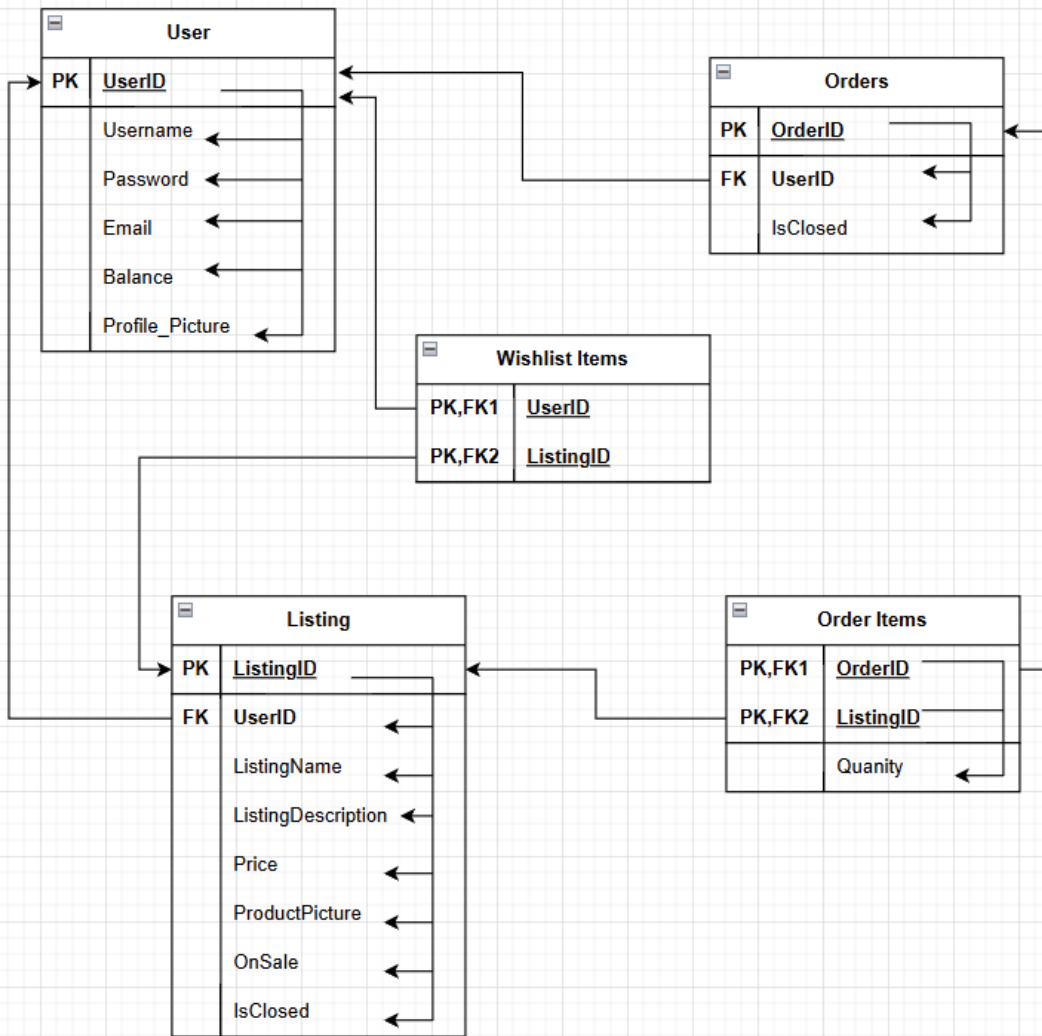 User
PK UserID
Username
Password
Email
Balance
Profile_Picture
Orders
PK OrderID
FK UserID
IsClosed
Wishlist Items
PK,FK1 UserID
PK,FK2 ListingID
Listing
PK ListingID
FK UserID
ListingName
ListingDescription
Price
ProductPicture
OnSale
IsClosed
Order Items
PK,FK1 OrderID
PK,FK2 ListingID
Quanity